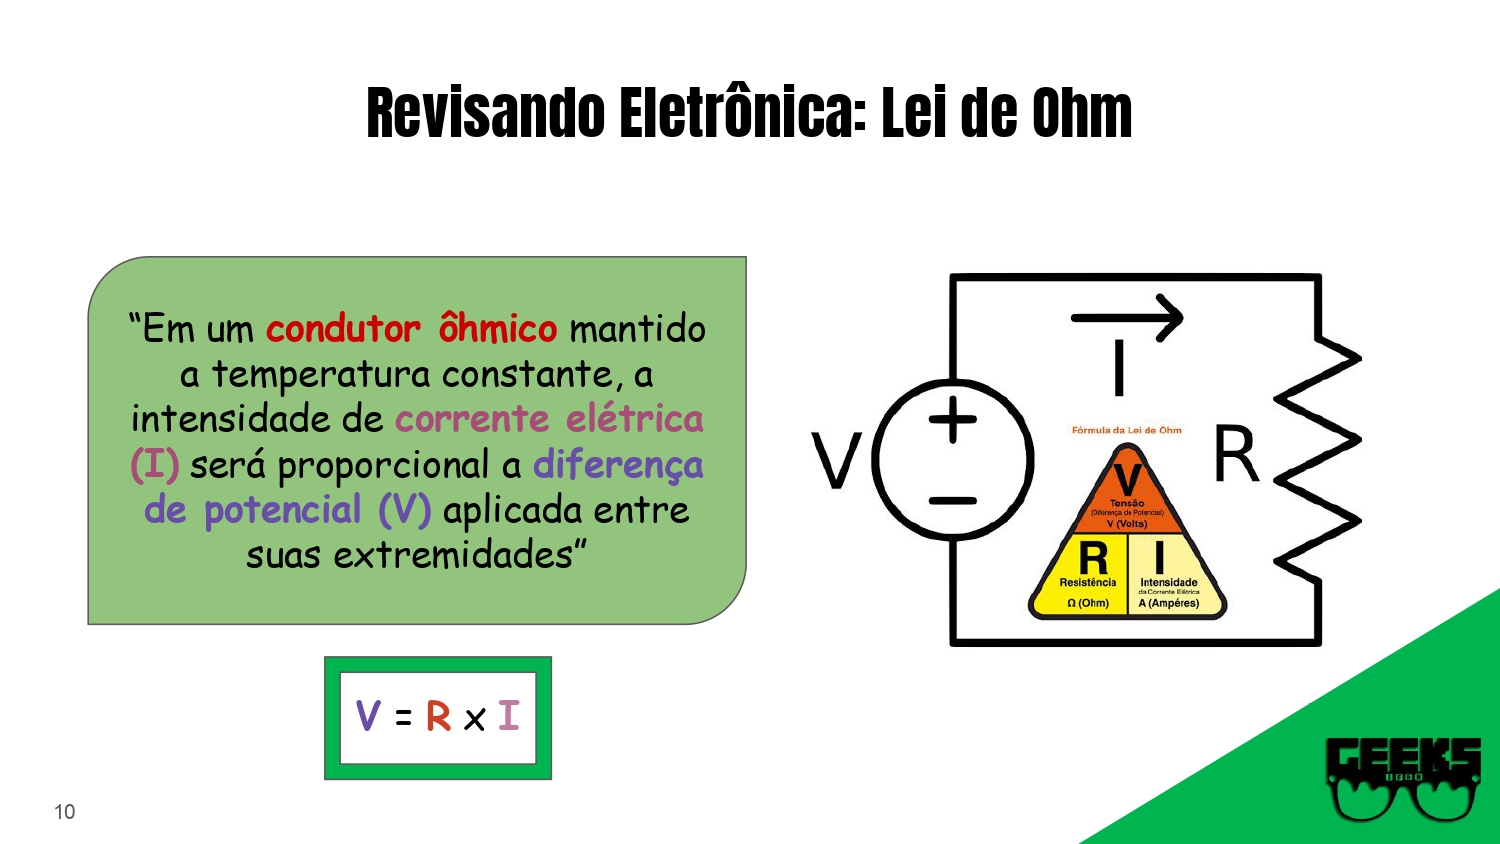 Revisando Eletrônica: Lei de Ohm
“Em um condutor ôhmico mantido
a temperatura constante, a
intensidade de corrente elétrica
(I) será proporcional a diferença
de potencial (V) aplicada entre
suas extremidades”
V = R x I
I
V
+
−
R
Fórmula da Lei de Ohm
V
Tensão
(Diferença de Potencial)
V (Volts)
R
Resistência
Ω (Ohm)
I
Intensidade
da Corrente Elétrica
A (Ampéres)
GEEKS
IFRN
10